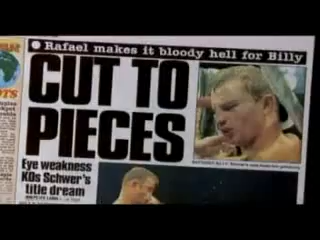 Rafael makes it bloody hell for Billy
CUT TO
PIECES
Eye weakness
KOs Schwer's
title dream